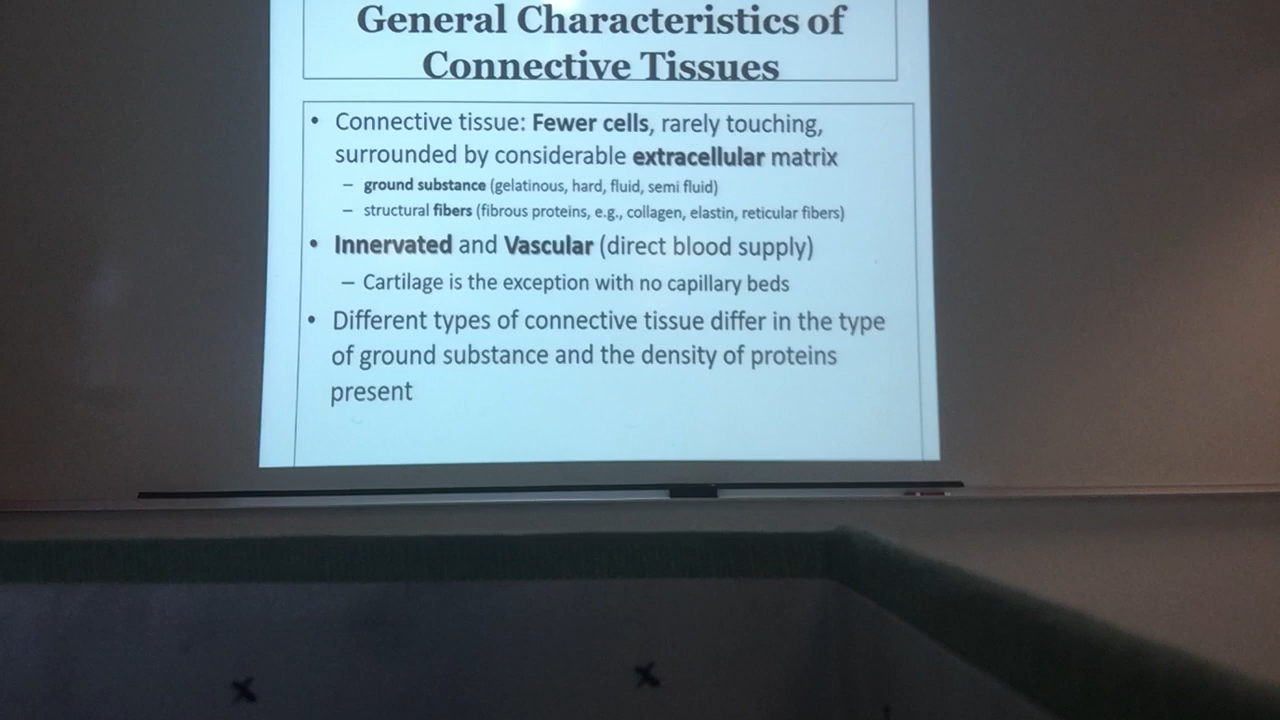 General Characteristics of
Connective Tissues
• Connective tissue: Fewer cells, rarely touching,
surrounded by considerable extracellular matrix
– ground substance (gelatinous, hard, fluid, semi fluid)
– structural fibers (fibrous proteins, e.g., collagen, elastin, reticular fibers)
• Innervated and Vascular (direct blood supply)
– Cartilage is the exception with no capillary beds
• Different types of connective tissue differ in the type
of ground substance and the density of proteins
present